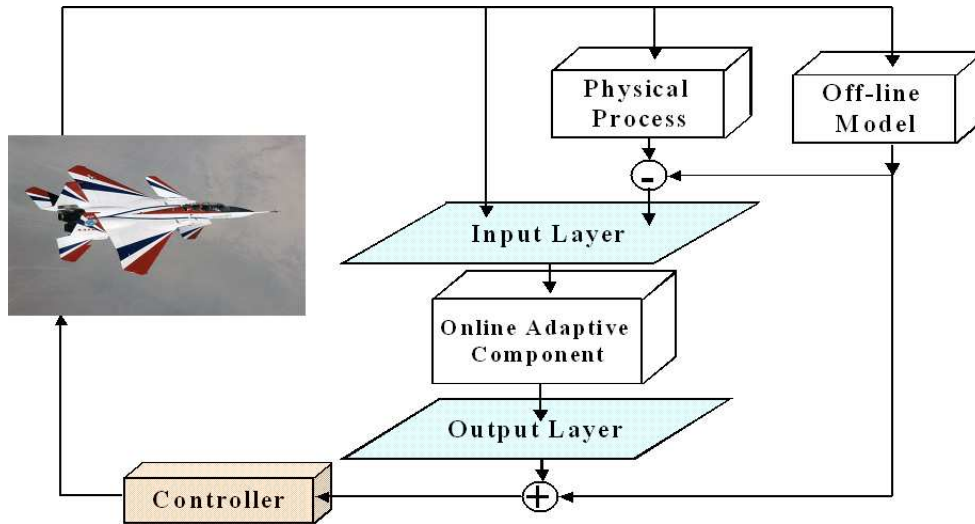 Physical
Process
Off-line
Model
-
Input Layer
Online Adaptive
Component
Output Layer
+
Controller